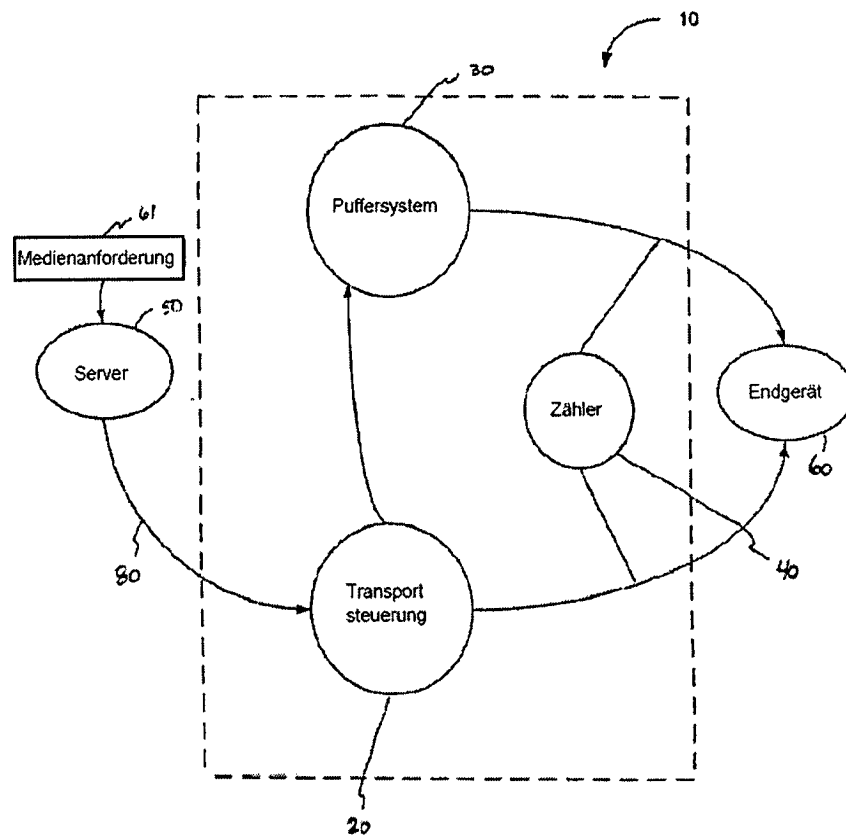 10
30
Puffersystem
61
Medienanforderung
50
Server
Zähler
Endgerät
60
80
40
Transport
steuerung
20